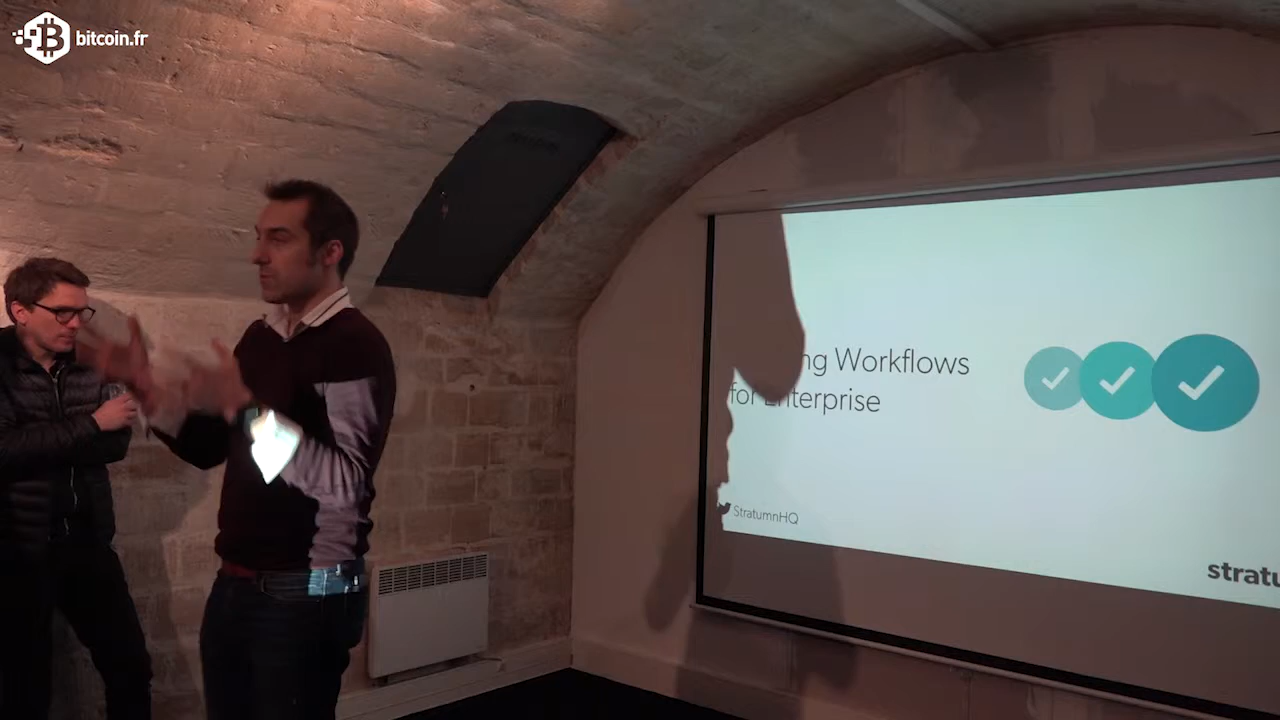 bitcoin.fr
ng Workflows
for Enterprise
StratumnHQ
stratu